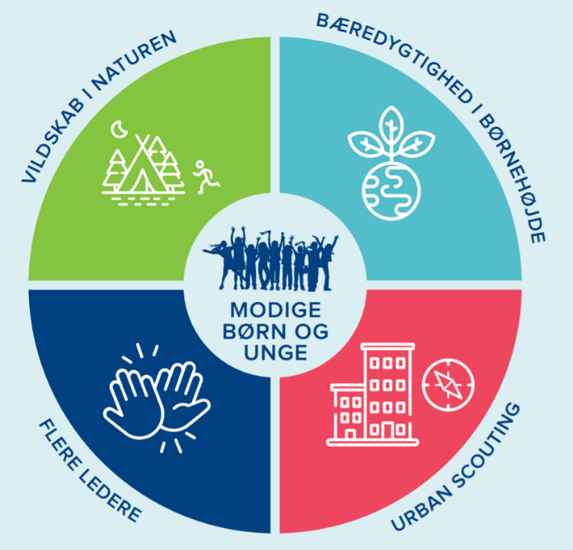 VILDSKAB I NATUREN
BÆREDYGTIGHED I BØRNEHØJDE
MODIGE
BØRN OG
UNGE
FLERE LEDERE
URBAN SCOUTING